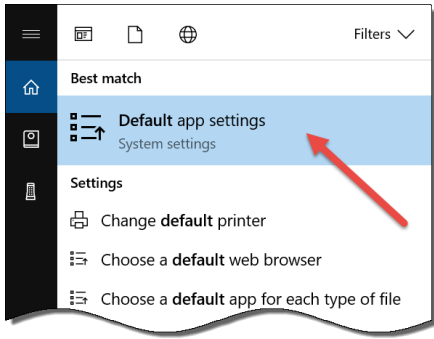 Filters
Best match
Default app settings
System settings
Settings
Change default printer
Choose a default web browser
Choose a default app for each type of file